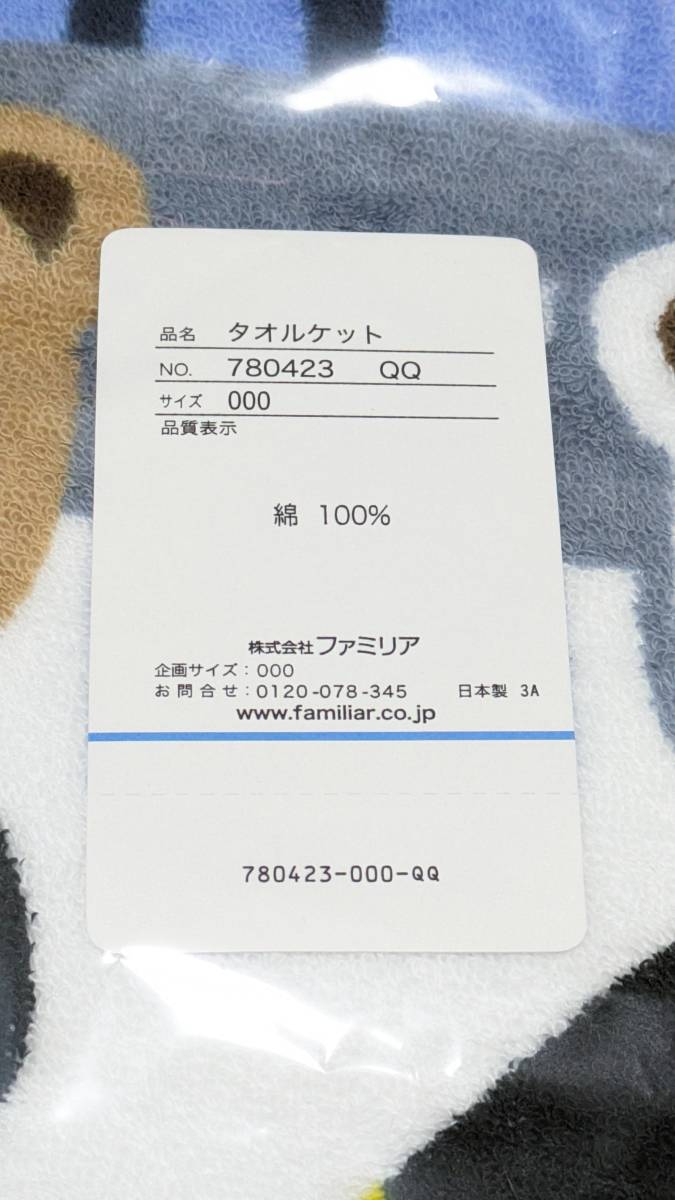 品名 タオルケット
NO. 780423 QQ
サイズ 000
品質表示
綿 100%
株式会社ファミリア
企画サイズ：000
お問合せ：0120-078-345 日本製 3A
www.familiar.co.jp
780423-000-QQ